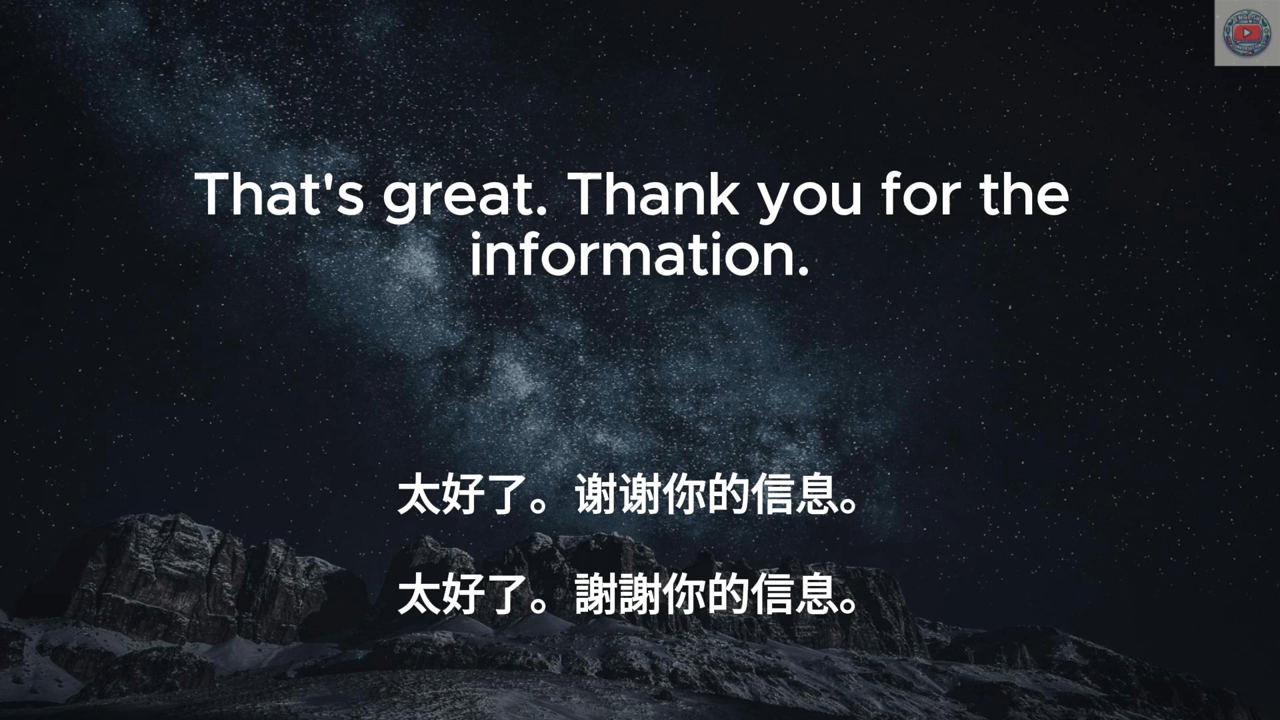 That's great. Thank you for the
information.
太好了。谢谢你的信息。
太好了。謝謝你的信息。